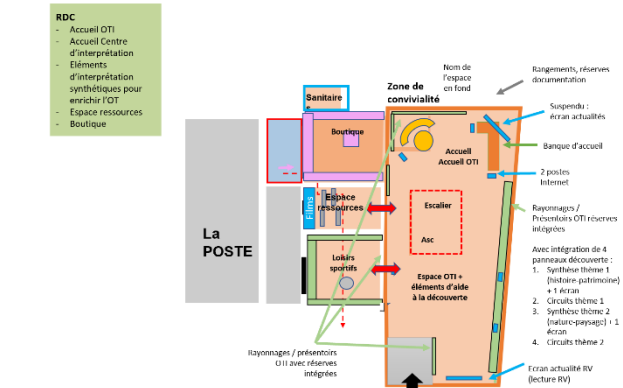 RDC
- Accueil OTI
- Accueil Centre
d'interprétation
- Eléments
d'interprétation
synthétiques pour
enrichir l'OT
- Espace ressources
- Boutique
Nom de
l'espace
en fond
Rangements, réserves
documentation
Zone de
convivialité
Sanitaire
s
Suspendu :
écran actualités
Boutique
Accueil
Accueil OTI
Banque d'accueil
2 postes
Internet
Films
Espace
ressources
Escalier
Asc
Rayonnages /
Présentoirs OTI réserves
intégrées
La
POSTE
Loisirs
sportifs
Espace OTI +
éléments d'aide
à la découverte
Avec intégration de 4
panneaux découverte :
1. Synthèse thème 1
(histoire-patrimoine)
+ 1 écran
2. Circuits thème 1
3. Synthèse thème 2
(nature-paysage) + 1
écran
4. Circuits thème 2
Rayonnages / présentoirs
OTI avec réserves
intégrées
Ecran actualité RV
(lecture RV)